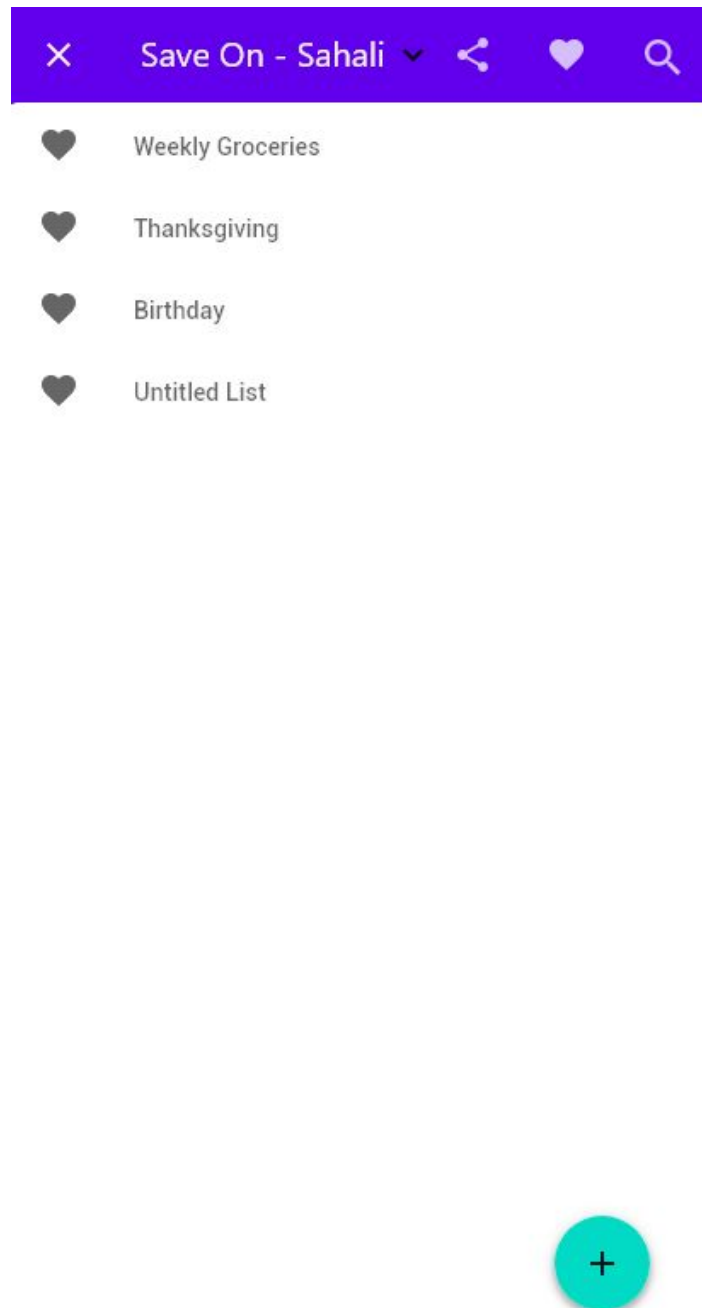 Save On - Sahali
Weekly Groceries
Thanksgiving
Birthday
Untitled List